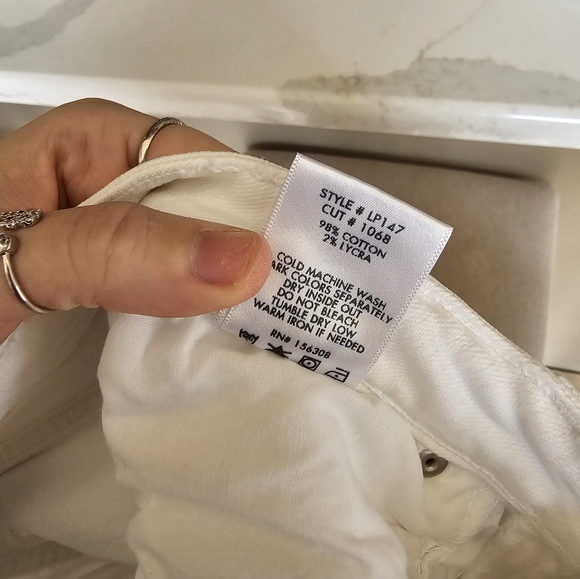 STYLE # LP147
CUT # 1068
98% COTTON
2% LYCRA
COLD MACHINE WASH
ARK COLORS SEPARATELY
DRY INSIDE OUT
DO NOT BLEACH
TUMBLE DRY LOW
WARM IRON IF NEEDED
RN# 156308